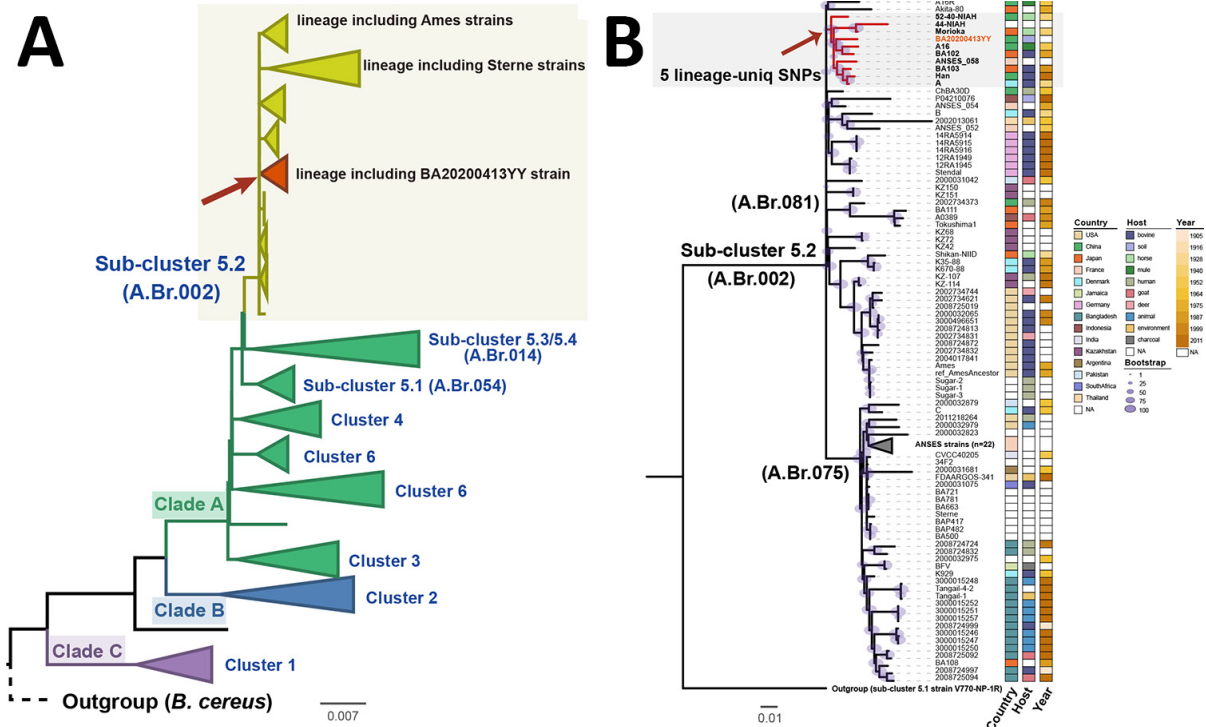 A
lineage including Ames strains
lineage including Sterne strains
lineage including BA20200413YY strain
Sub-cluster 5.2
(A.Br.002)
Sub-cluster 5.3/5.4
(A.Br.014)
Sub-cluster 5.1 (A.Br.054)
Cluster 4
Cluster 6
Cluster 6
Clade A
Cluster 3
Cluster 2
Clade B
Clade C
Cluster 1
Outgroup (B. cereus)
0.007
B
5 lineage-uniq SNPs
(A.Br.081)
Sub-cluster 5.2
(A.Br.002)
(A.Br.075)
A16R
Akita-80
52-40-NIAH
44-NIAH
Morioka
BA20200413YY
A16
BA102
ANSES_058
BA103
Han
A
ChBA30D
P04210076
ANSES_054
B
2002013061
ANSES_052
14RA5914
14RA5915
14RA5916
12RA1949
12RA1945
Stendal
2000031042
KZ150
KZ151
2002734373
BA111
A0389
Tokushima1
KZ68
KZ72
KZ42
Shikan-NIID
K35-88
K670-88
KZ-107
KZ-114
2002734744
2002734621
2008725019
2000032065
3000496651
2008724813
2002734831
2008724872
2002734832
2004017841
Ames
ref_AmesAncestor
Sugar-2
Sugar-1
Sugar-3
2000032879
C
2011218264
2000032979
2000032823
ANSES strains (n=22)
CVCC40205
34F2
2000031681
FDAARGOS-341
2000031075
BA721
BA781
BA663
Sterne
BAP417
BAP482
BA500
2008724724
2008724832
2000032975
BFV
K929
3000015248
Tangail-4-2
Tangail-1
3000015252
3000015251
3000015257
2008724999
3000015246
3000015247
3000015250
2008725092
BA108
2008724997
2008725094
Outgroup (sub-cluster 5.1 strain V770-NP-1R)
0.01
Country
Host
Year
Country
USA
China
Japan
France
Denmark
Jamaica
Germany
Bangladesh
Indonesia
India
Kazakhstan
Argentina
Pakistan
SouthAfrica
Thailand
NA
Host
bovine
soil
horse
mule
human
goat
deer
animal
environment
charcoal
NA
Bootstrap
1
25
50
75
100
Year
1905
1916
1928
1940
1952
1964
1975
1987
1999
2011
NA